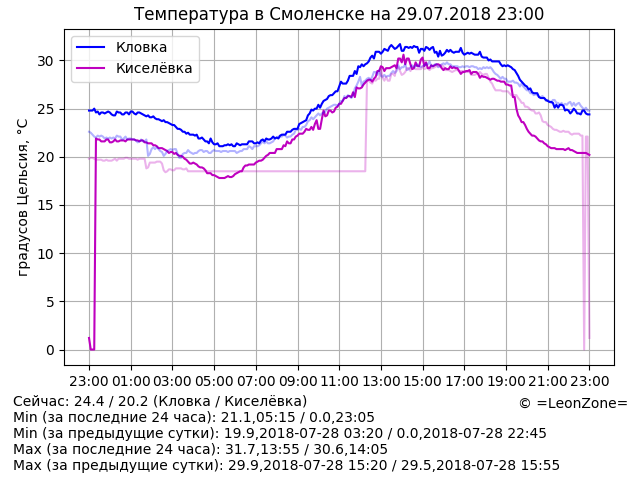 Температура в Смоленске на 29.07.2018 23:00
Кловка
Киселёвка
градусов Цельсия, °C
30
25
20
15
10
5
0
23:00 01:00 03:00 05:00 07:00 09:00 11:00 13:00 15:00 17:00 19:00 21:00 23:00
Сейчас: 24.4 / 20.2 (Кловка / Киселёвка)
© =LeonZone=
Min (за последние 24 часа): 21.1,05:15 / 0.0,23:05
Min (за предыдущие сутки): 19.9,2018-07-28 03:20 / 0.0,2018-07-28 22:45
Max (за последние 24 часа): 31.7,13:55 / 30.6,14:05
Max (за предыдущие сутки): 29.9,2018-07-28 15:20 / 29.5,2018-07-28 15:55